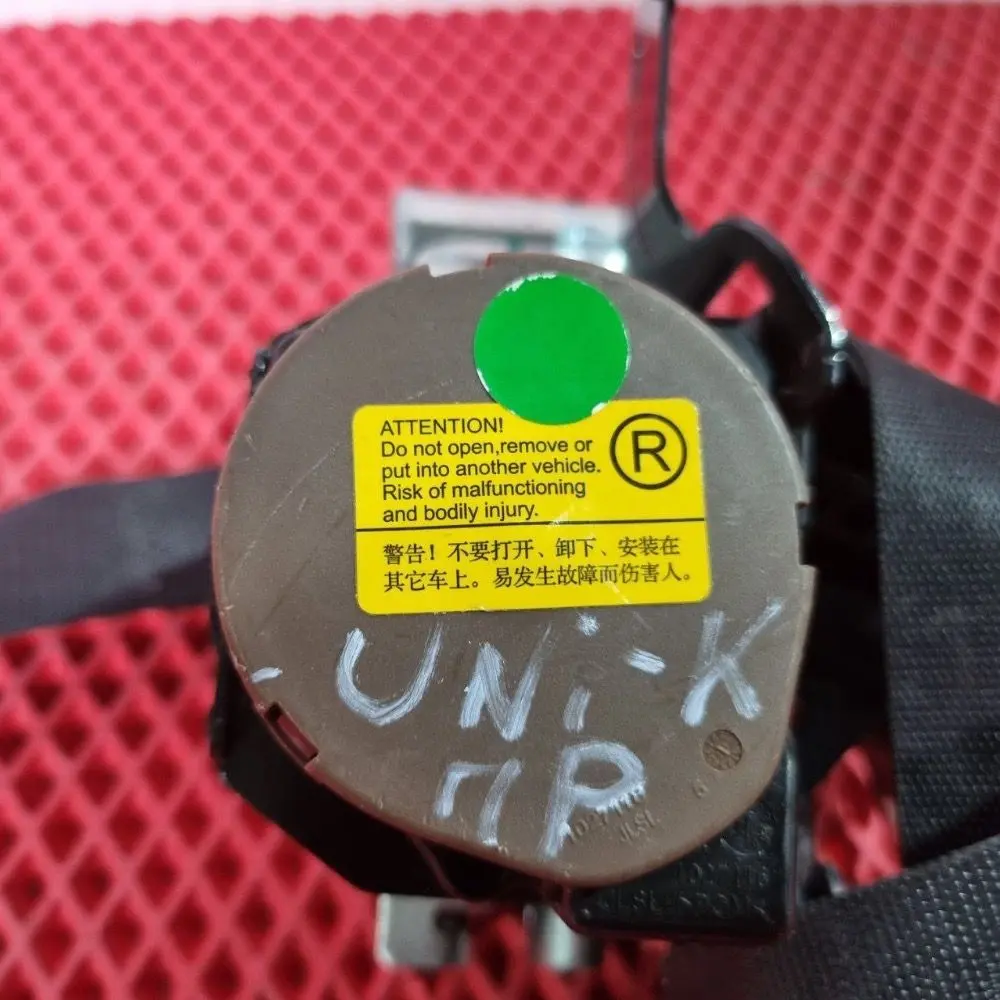 ATTENTION!
Do not open,remove or
put into another vehicle.
Risk of malfunctioning
and bodily injury.
R
警告！不要打开、卸下、安装在
其它车上。易发生故障而伤害人。
- UNi-K
ПР